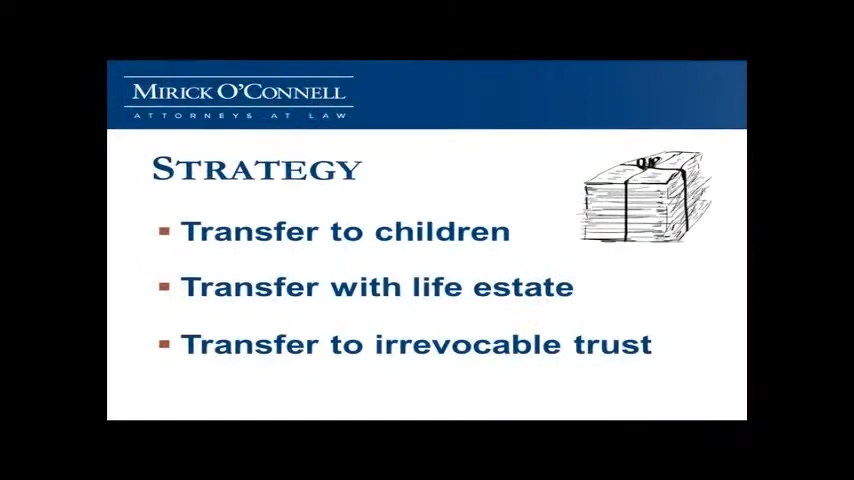 MIRICK O'CONNELL
ATTORNEYS AT LAW
STRATEGY
▪ Transfer to children
▪ Transfer with life estate
▪ Transfer to irrevocable trust